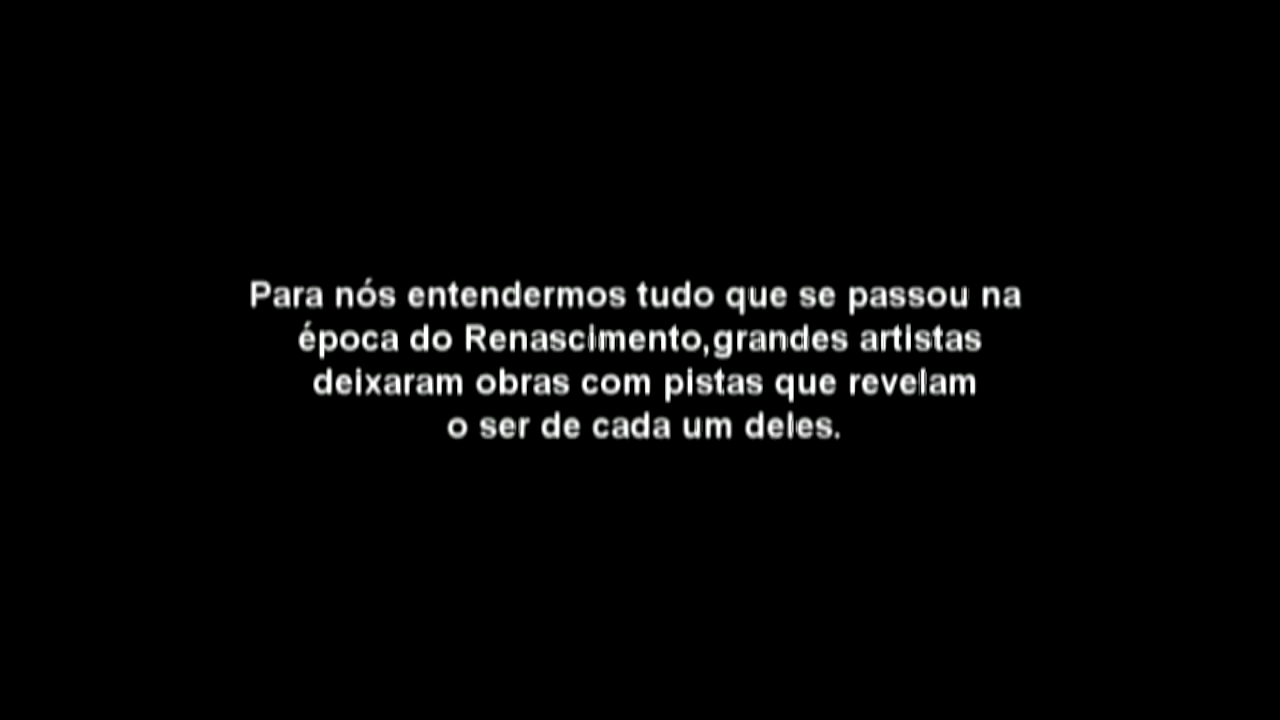 Para nós entendermos tudo que se passou na
época do Renascimento,grandes artistas
deixaram obras com pistas que revelam
o ser de cada um deles.